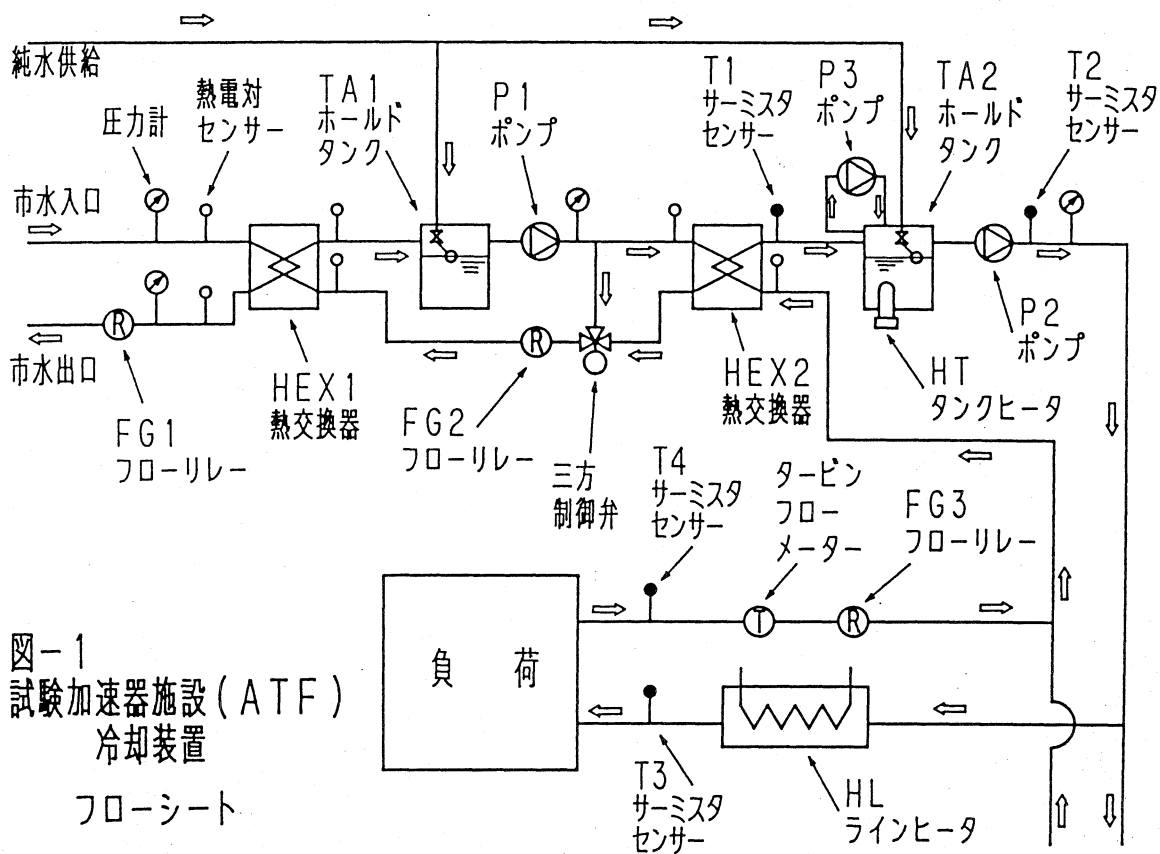 純水供給
圧力計
熱電対
センサー
TA1
ホールド
タンク
P1
ポンプ
T1
サーミスタ
センサー
P3
ポンプ
TA2
ホールド
タンク
T2
サーミスタ
センサー
市水入口
市水出口
R
FG1
フローリレー
HEX1
熱交換器
R
FG2
フローリレー
三方
制御弁
HEX2
熱交換器
HT
タンクヒータ
P2
ポンプ
T4
サーミスタ
センサー
タービン
フロー
メーター
FG3
フローリレー
T
R
負荷
T3
サーミスタ
センサー
HL
ラインヒータ
図-1
試験加速器施設(ATF)
冷却装置
フローシート